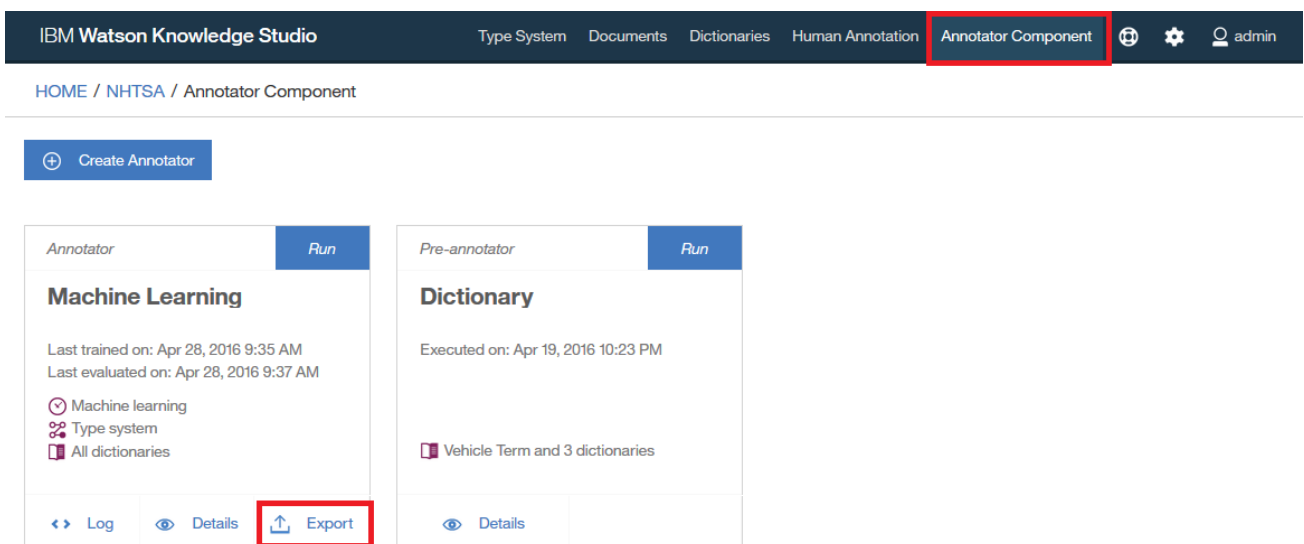 IBM Watson Knowledge Studio Type System Documents Dictionaries Human Annotation Annotator Component admin
HOME / NHTSA / Annotator Component
Create Annotator
Annotator Run
Machine Learning
Last trained on: Apr 28, 2016 9:35 AM
Last evaluated on: Apr 28, 2016 9:37 AM
Machine learning
Type system
All dictionaries
Log Details Export
Pre-annotator Run
Dictionary
Executed on: Apr 19, 2016 10:23 PM
Vehicle Term and 3 dictionaries
Details